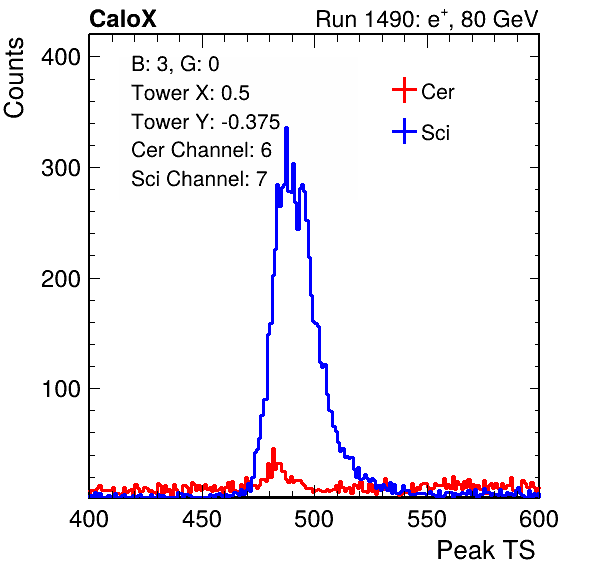 CaloX Run 1490: e⁺, 80 GeV
Counts
400
300
200
100
B: 3, G: 0
Tower X: 0.5
Tower Y: -0.375
Cer Channel: 6
Sci Channel: 7
Cer
Sci
400 450 500 550 600
Peak TS